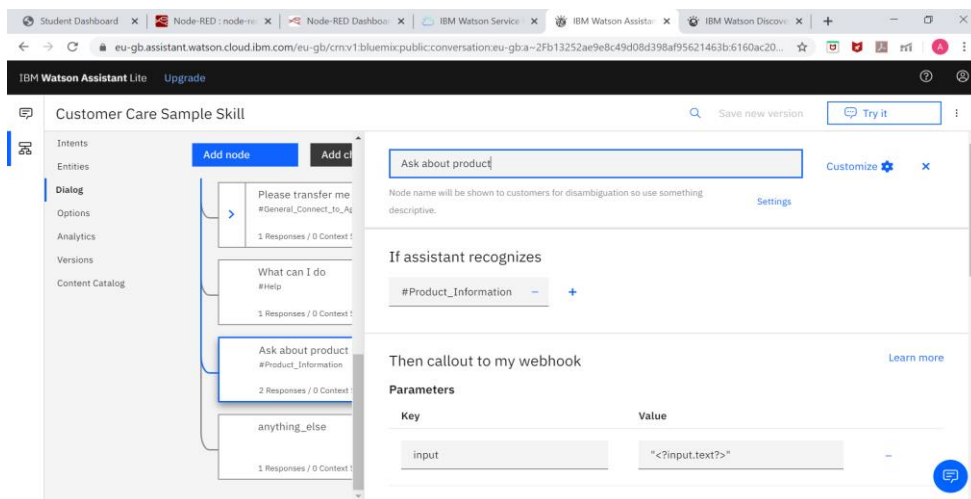 Student Dashboard
Node-RED : node-re
Node-RED Dashboa
IBM Watson Service
IBM Watson Assistan
IBM Watson Discove
eu-gb.assistant.watson.cloud.ibm.com/eu-gb/crn:v1:bluemix:public:conversation:eu-gb:a~2Fb13252ae9e8c49d08d398af95621463b:6160ac20...
A
IBM Watson Assistant Lite Upgrade
Customer Care Sample Skill
Save new version
Try it
Intents
Entities
Dialog
Options
Analytics
Versions
Content Catalog
Add node
Add ch
Please transfer me
#General_Connect_to_Ag
1 Responses / 0 Context S
What can I do
#Help
1 Responses / 0 Context S
Ask about product
#Product_Information
2 Responses / 0 Context S
anything_else
1 Responses / 0 Context S
Ask about product
Customize
Node name will be shown to customers for disambiguation so use something
descriptive.
Settings
If assistant recognizes
#Product_Information
Then callout to my webhook
Learn more
Parameters
Key Value
input "<?input.text?>"